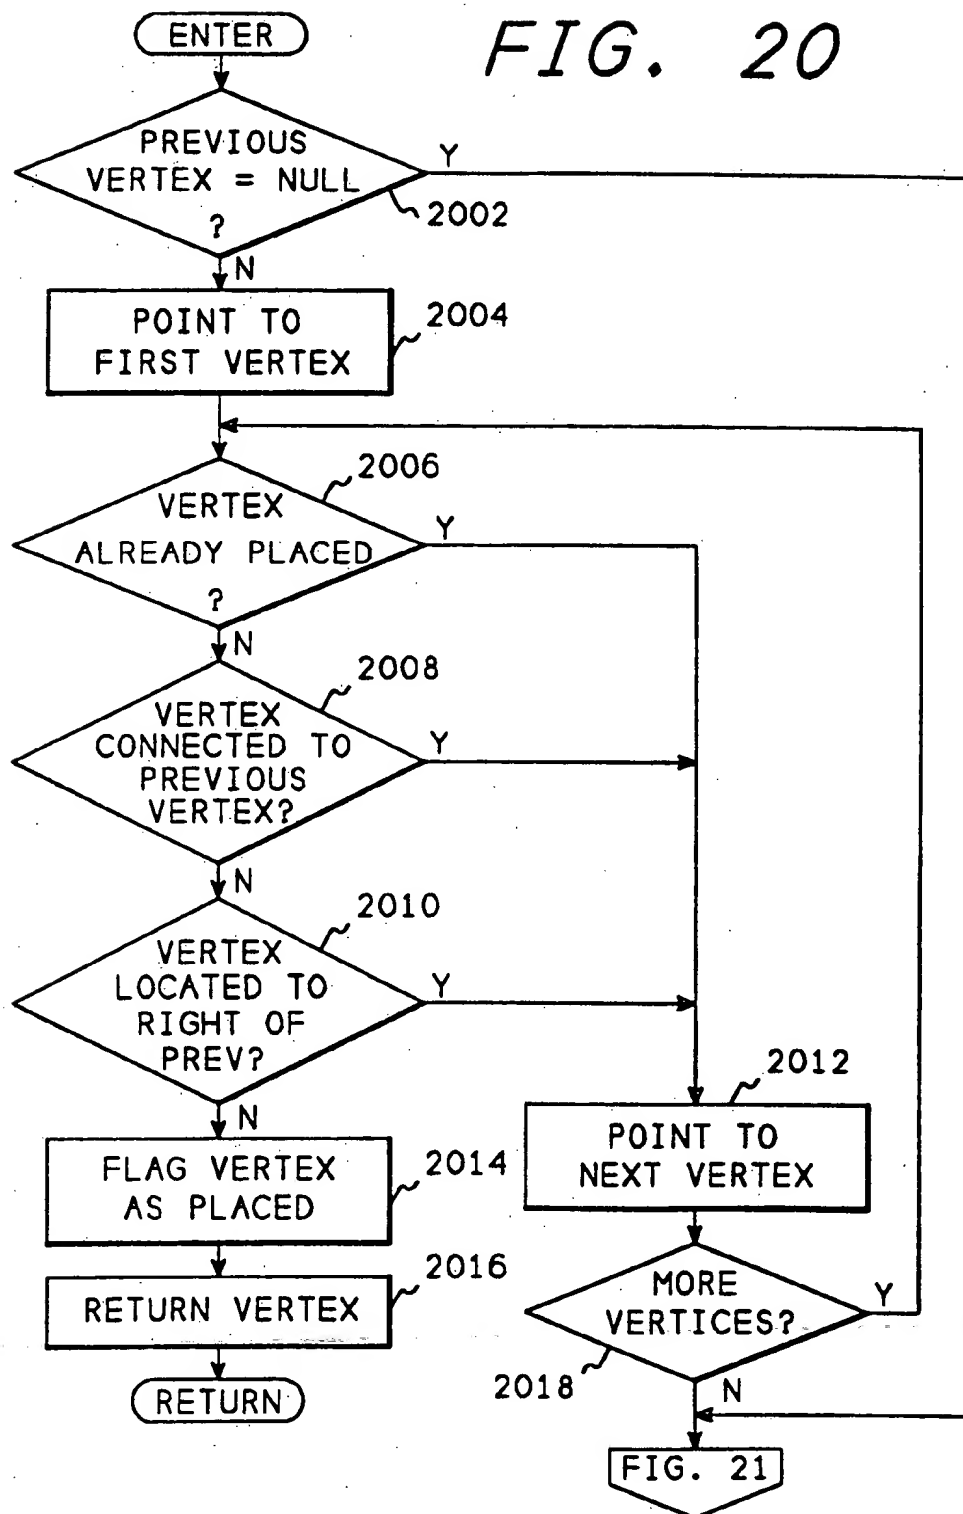 FIG. 20
ENTER
PREVIOUS
VERTEX = NULL
?
Y
2002
N
POINT TO
FIRST VERTEX
2004
2006
VERTEX
ALREADY PLACED
?
Y
N
2008
VERTEX
CONNECTED TO
PREVIOUS
VERTEX?
Y
N
2010
VERTEX
LOCATED TO
RIGHT OF
PREV?
Y
N
2012
POINT TO
NEXT VERTEX
FLAG VERTEX
AS PLACED
2014
2016
RETURN VERTEX
MORE
VERTICES?
Y
2018
N
RETURN
FIG. 21